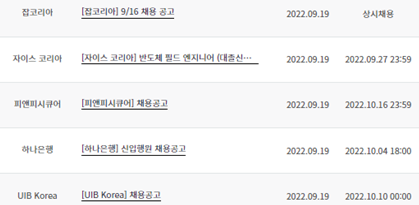 잡코리아 [잡코리아] 9/16 채용 공고 2022.09.19 상시채용
자이스 코리아 [자이스 코리아] 반도체 필드 엔지니어 (대졸신… 2022.09.19 2022.09.27 23:59
피앤피시큐어 [피앤피시큐어] 채용공고 2022.09.19 2022.10.16 23:59
하나은행 [하나은행] 신입행원 채용공고 2022.09.19 2022.10.04 18:00
UIB Korea [UIB Korea] 채용공고 2022.09.19 2022.10.10 00:00